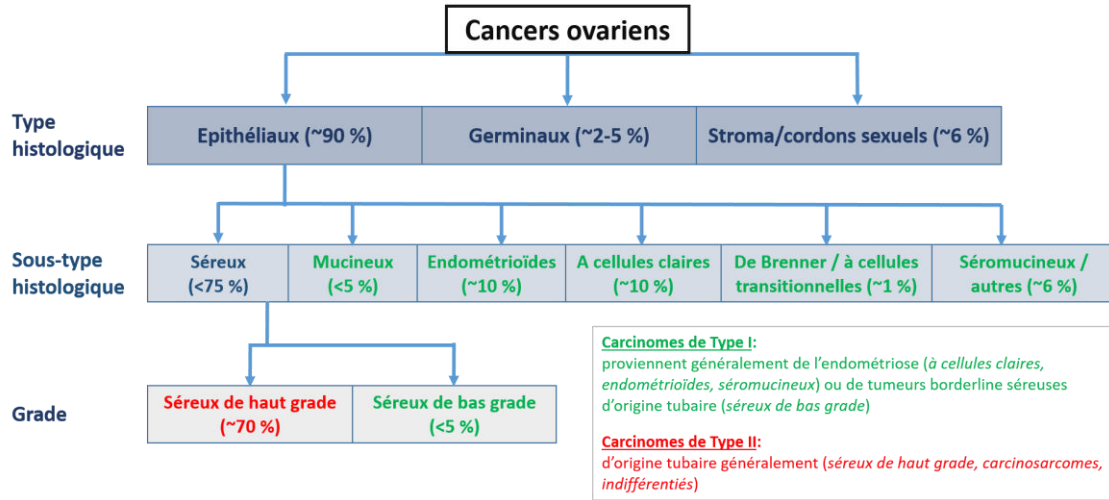 Cancers ovariens
Type
histologique
Epithéliaux (~90 %)
Germinaux (~2-5 %)
Stroma/cordons sexuels (~6 %)
Sous-type
histologique
Séreux
(<75 %)
Mucineux
(<5 %)
Endométrioïdes
(~10 %)
A cellules claires
(~10 %)
De Brenner / à cellules
transitionnelles (~1 %)
Séromucineux /
autres (~6 %)
Grade
Séreux de haut grade
(~70 %)
Séreux de bas grade
(<5 %)
Carcinomes de Type I:
proviennent généralement de l'endométriose (à cellules claires,
endométrioïdes, séromucineux) ou de tumeurs borderline séreuses
d'origine tubaire (séreux de bas grade)
Carcinomes de Type II:
d'origine tubaire généralement (séreux de haut grade, carcinosarcomes,
indifférentiés)